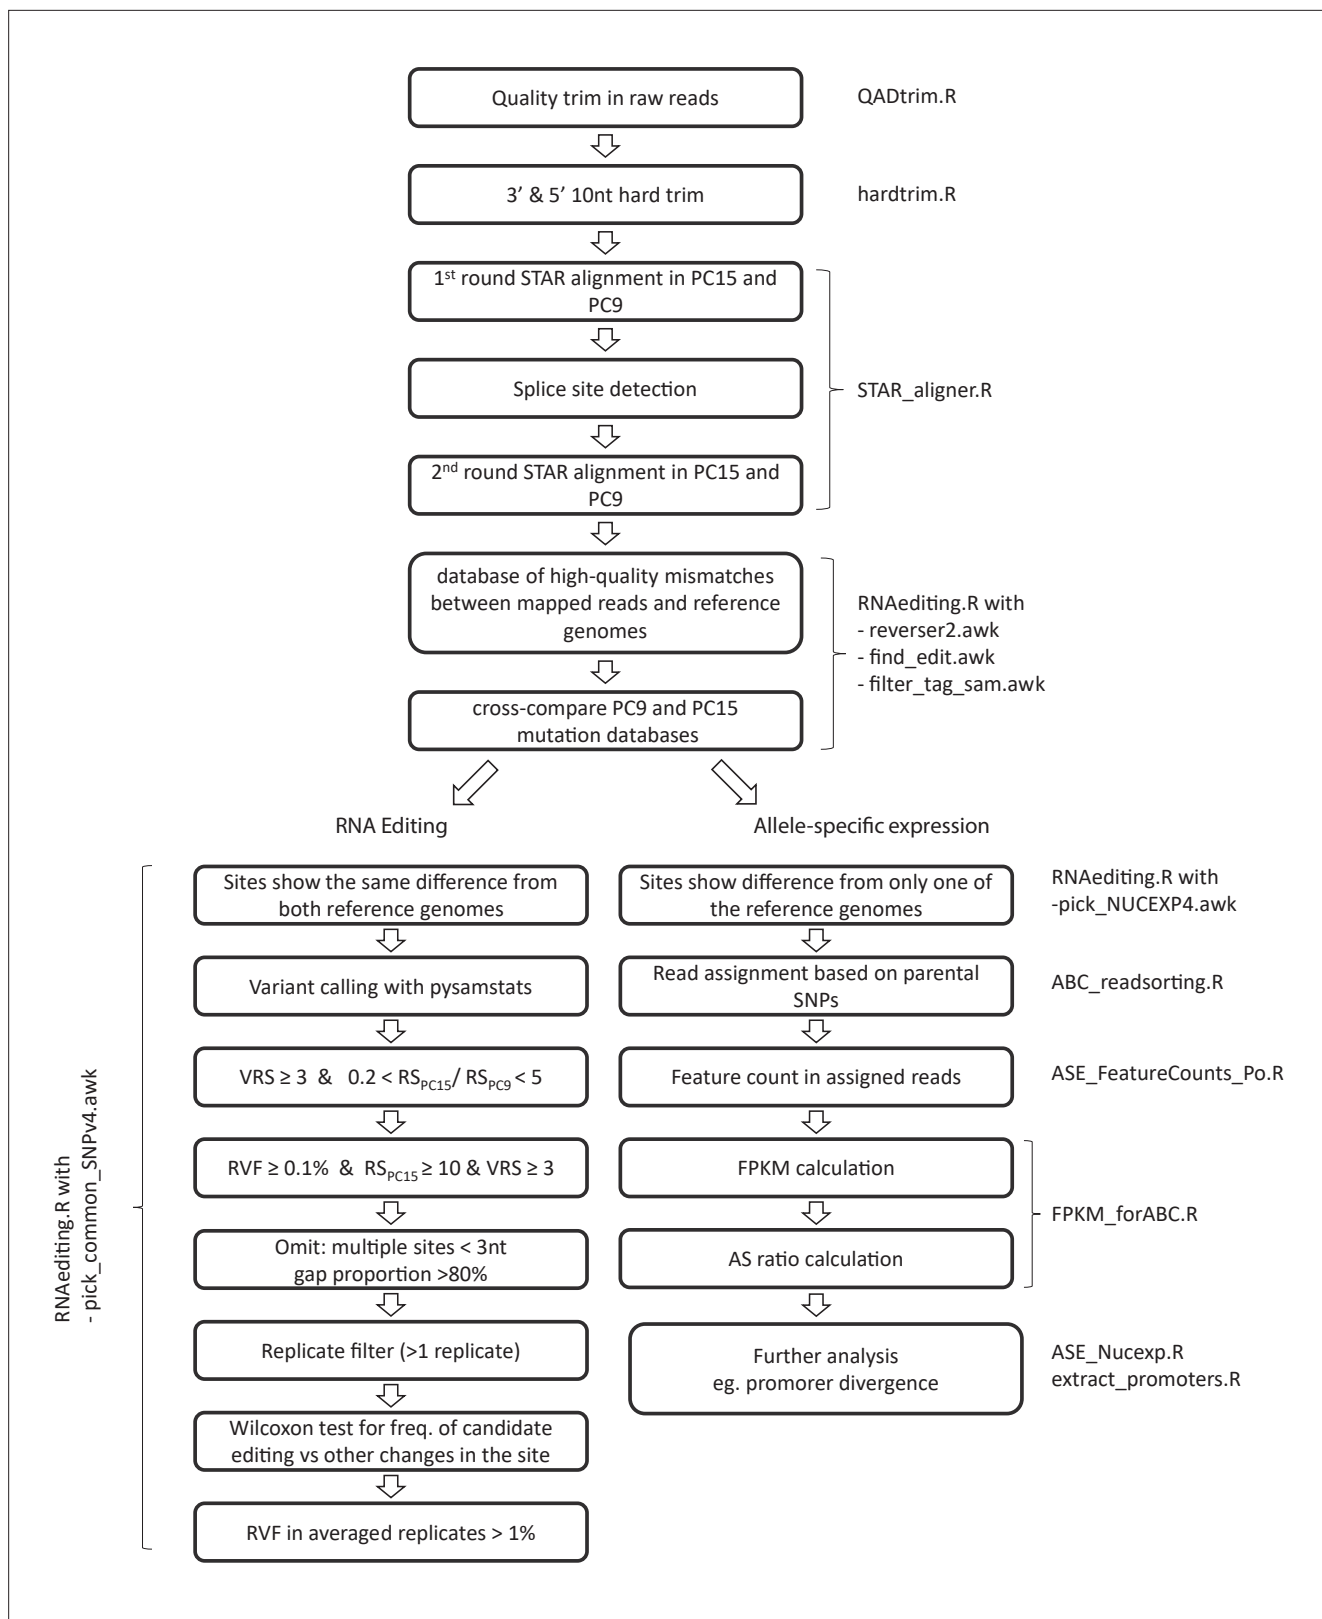 Quality trim in raw reads
QADtrim.R
3’ & 5’ 10nt hard trim
hardtrim.R
1st round STAR alignment in PC15 and
PC9
Splice site detection
STAR_aligner.R
2nd round STAR alignment in PC15 and
PC9
database of high-quality mismatches
between mapped reads and reference
genomes
RNAediting.R with
- reverser2.awk
- find_edit.awk
- filter_tag_sam.awk
cross-compare PC9 and PC15
mutation databases
RNA Editing
Allele-specific expression
RNAediting.R with
- pick_common_SNPv4.awk
Sites show the same difference from
both reference genomes
Variant calling with pysamstats
VRS ≥ 3 & 0.2 < RSPC15/ RSPC9 < 5
RVF ≥ 0.1% & RSPC15 ≥ 10 & VRS ≥ 3
Omit: multiple sites < 3nt
gap proportion >80%
Replicate filter (>1 replicate)
Wilcoxon test for freq. of candidate
editing vs other changes in the site
RVF in averaged replicates > 1%
Sites show difference from only one of
the reference genomes
RNAediting.R with
-pick_NUCEXP4.awk
Read assignment based on parental
SNPs
ABC_readsorting.R
Feature count in assigned reads
ASE_FeatureCounts_Po.R
FPKM calculation
AS ratio calculation
FPKM_forABC.R
Further analysis
eg. promorer divergence
ASE_Nucexp.R
extract_promoters.R